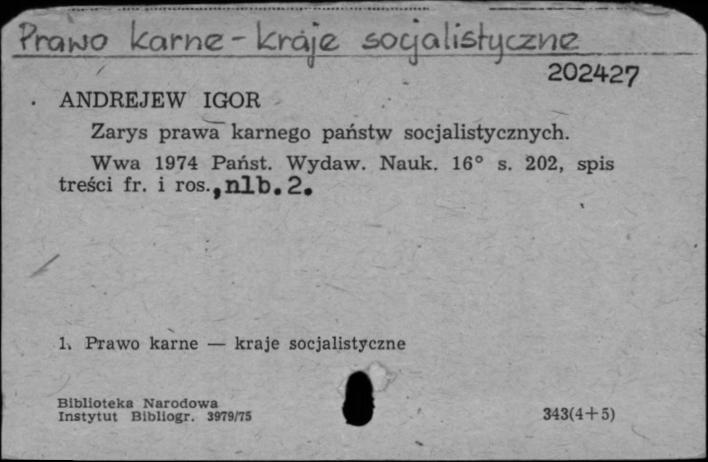 Prawo karne - kraje socjalistyczne
202427
ANDREJEW IGOR
Zarys prawa karnego państw socjalistycznych.
Wwa 1974 Państ. Wydaw. Nauk. 16° s. 202, spis
treści fr. i ros., nlb. 2.
1. Prawo karne — kraje socjalistyczne
Biblioteka Narodowa
Instytut Bibliogr. 3979/75
343(4+5)